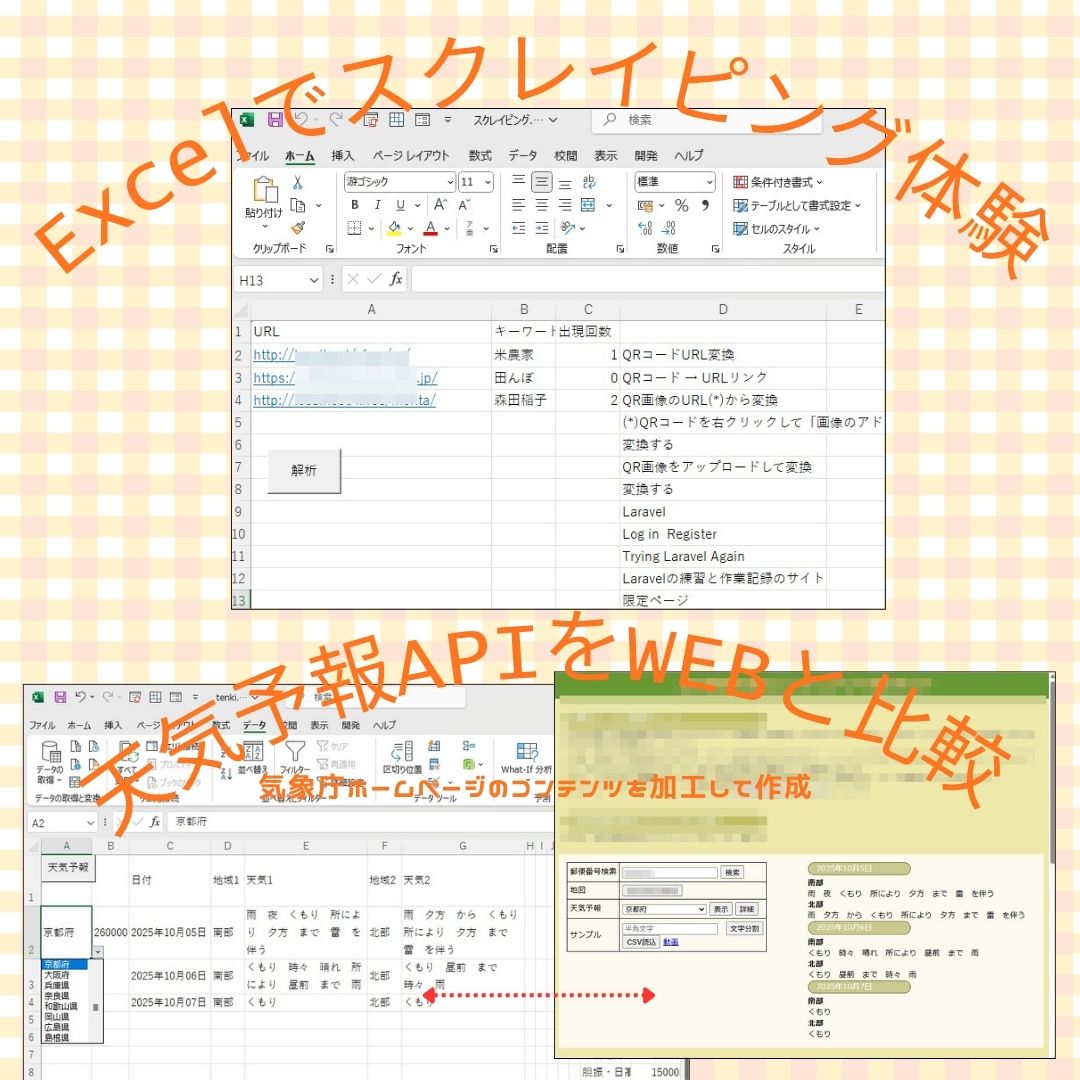 Excelでスクレイピング体験
スクレイピング.… 検索
ァイル ホーム 挿入 ページ レイアウト 数式 データ 校閲 表示 開発 ヘルプ
貼り付け 游ゴシック 11 標準 条件付き書式
B I U A A % テーブルとして書式設定
セルのスタイル
クリップボード フォント 配置 数値 スタイル
H13 fx
A B C D E
1 URL キーワート 出現回数
2 http:// 米農家 1 QRコードURL変換
3 https:/ .jp/ 田んぼ 0 QRコード → URLリンク
4 http:// 森田稲子 2 QR画像のURL(*)から変換
5 (*)QRコードを右クリックして「画像のアド
6 変換する
7 QR画像をアップロードして変換
解析
8 変換する
9 Laravel
10 Log in Register
11 Trying Laravel Again
12 Laravelの練習と作業記録のサイト
13 限定ページ
天気予報APIをWEBと比較
tenki.… 検索
ファイル ホーム 挿入 数式 データ 校閲 表示 開発 ヘルプ
データの取得 すべて 並べ替え フィルター クリア 再適用 区切り位置 What-If 分析
データの取得と変換 並べ替えとフィルター データ ツール 予測
気象庁ホームページのコンテンツを加工して作成
A2 fx 京都府
A B C D E F G H I
天気予報
1 日付 地域1 天気1 地域2 天気2
2 京都府 260000 2025年10月05日 南部 雨 夜 くもり 所により 夕方 まで 雷 を伴う 北部 雨 夕方 から くもり 所により 夕方 まで 雷 を伴う
3 2025年10月06日 南部 くもり 時々 晴れ 所により 昼前 まで 雨 北部 くもり 昼前 まで 時々 雨
4 2025年10月07日 南部 くもり 北部 くもり
5
6
7
8
京都府
大阪府
兵庫県
奈良県
和歌山県
岡山県
広島県
島根県
胆振・日 15000
郵便番号検索 検索
地図
天気予報 京都府 表示 詳細
サンプル 半角文字 文字分割
CSV読込 動画
2025年10月5日
南部
雨 夜 くもり 所により 夕方 まで 雷 を伴う
北部
雨 夕方 から くもり 所により 夕方 まで 雷 を伴う
2025年10月6日
南部
くもり 時々 晴れ 所により 昼前 まで 雨
北部
くもり 昼前 まで 時々 雨
2025年10月7日
南部
くもり
北部
くもり